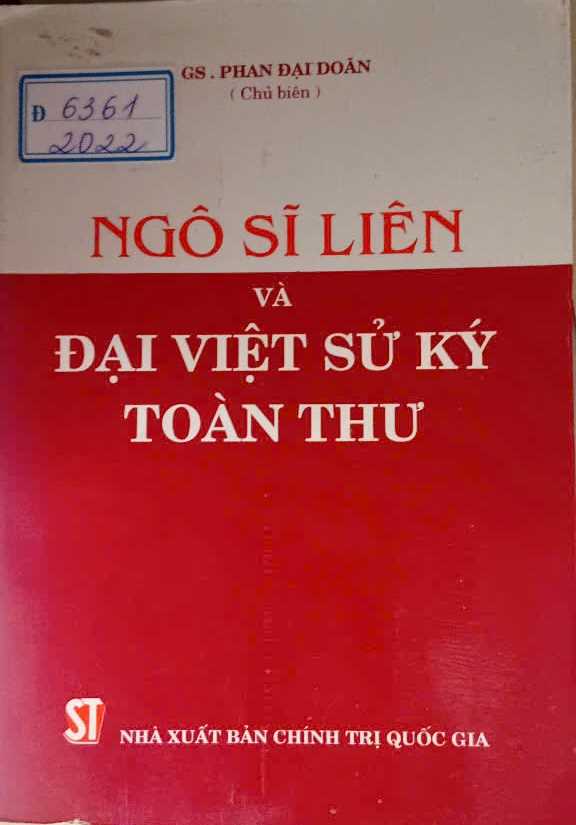 GS . PHAN ĐẠI DOÃN
( Chủ biên )
Đ 6361
2022
NGÔ SĨ LIÊN
VÀ
ĐẠI VIỆT SỬ KÝ
TOÀN THƯ
ST
NHÀ XUẤT BẢN CHÍNH TRỊ QUỐC GIA